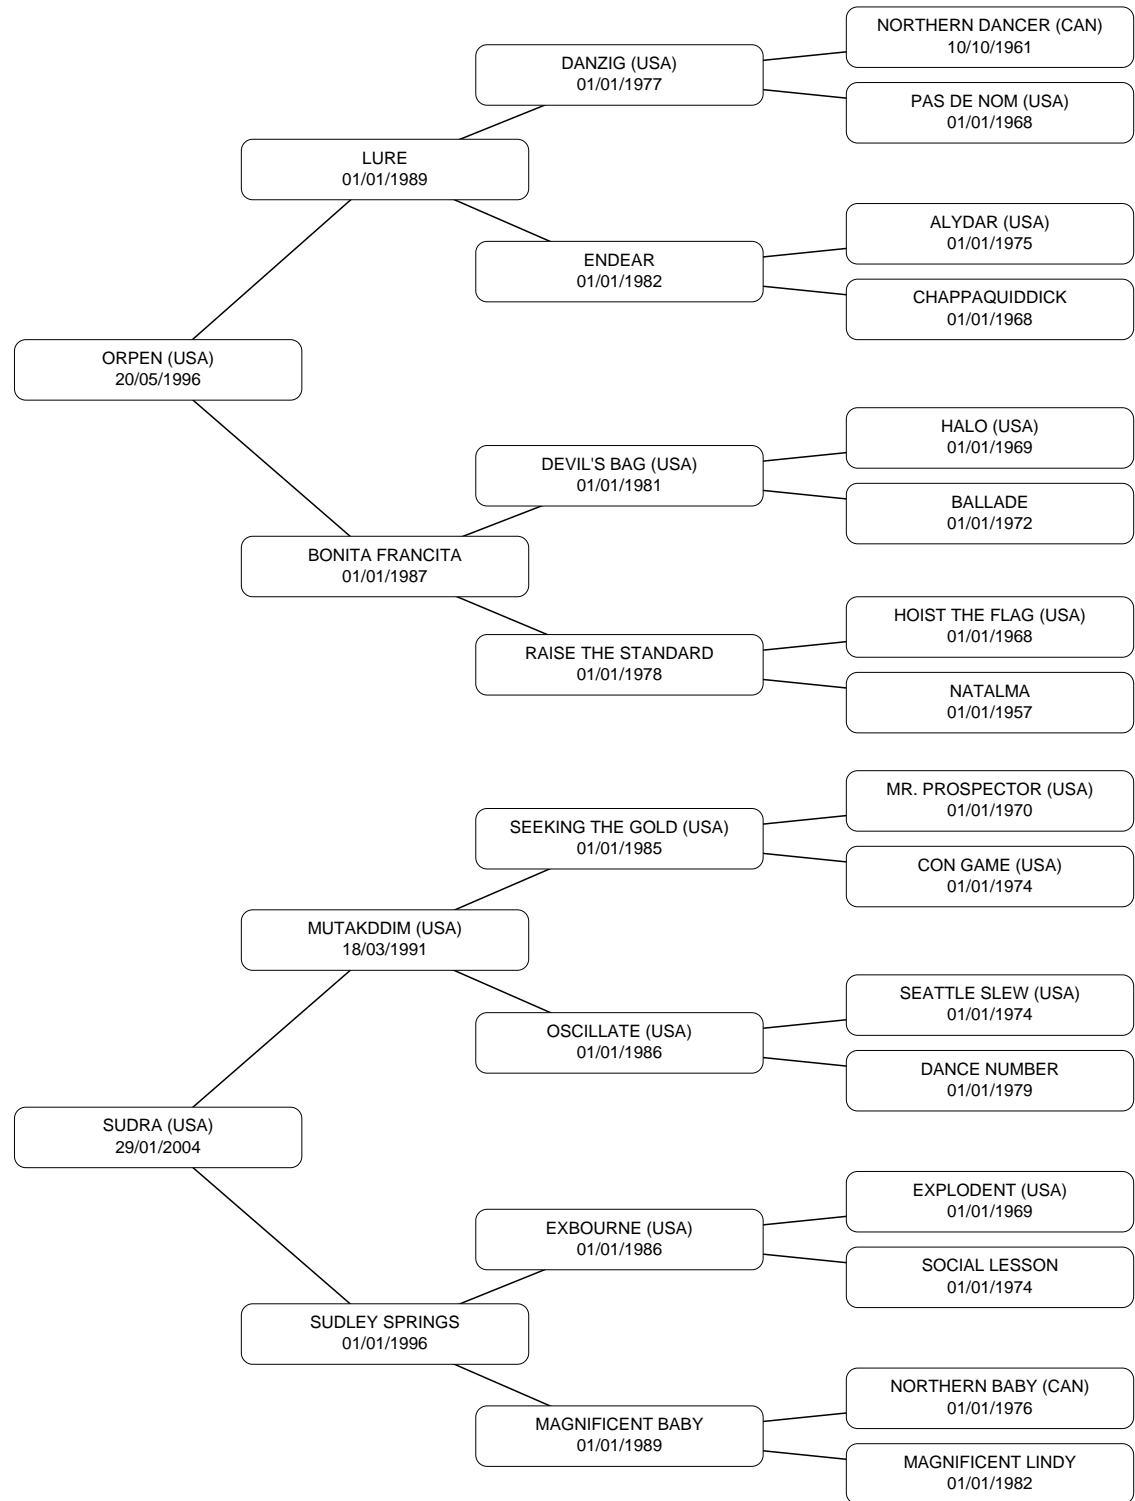 NORTHERN DANCER (CAN)
10/10/1961
DANZIG (USA)
01/01/1977
PAS DE NOM (USA)
01/01/1968
LURE
01/01/1989
ALYDAR (USA)
01/01/1975
ENDEAR
01/01/1982
CHAPPAQUIDDICK
01/01/1968
ORPEN (USA)
20/05/1996
HALO (USA)
01/01/1969
DEVIL'S BAG (USA)
01/01/1981
BALLADE
01/01/1972
BONITA FRANCITA
01/01/1987
HOIST THE FLAG (USA)
01/01/1968
RAISE THE STANDARD
01/01/1978
NATALMA
01/01/1957
MR. PROSPECTOR (USA)
01/01/1970
SEEKING THE GOLD (USA)
01/01/1985
CON GAME (USA)
01/01/1974
MUTAKDDIM (USA)
18/03/1991
SEATTLE SLEW (USA)
01/01/1974
OSCILLATE (USA)
01/01/1986
DANCE NUMBER
01/01/1979
SUDRA (USA)
29/01/2004
EXPLODENT (USA)
01/01/1969
EXBOURNE (USA)
01/01/1986
SOCIAL LESSON
01/01/1974
SUDLEY SPRINGS
01/01/1996
NORTHERN BABY (CAN)
01/01/1976
MAGNIFICENT BABY
01/01/1989
MAGNIFICENT LINDY
01/01/1982